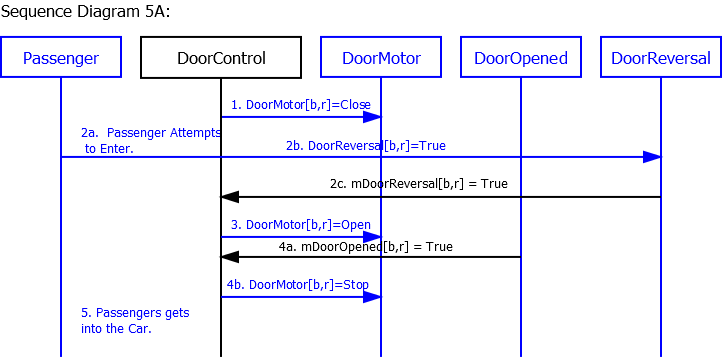 Sequence Diagram 5A:
Passenger
DoorControl
DoorMotor
DoorOpened
DoorReversal
1. DoorMotor[b,r]=Close
2a. Passenger Attempts
to Enter.
2b. DoorReversal[b,r]=True
2c. mDoorReversal[b,r] = True
3. DoorMotor[b,r]=Open
4a. mDoorOpened[b,r] = True
4b. DoorMotor[b,r]=Stop
5. Passengers gets
into the Car.